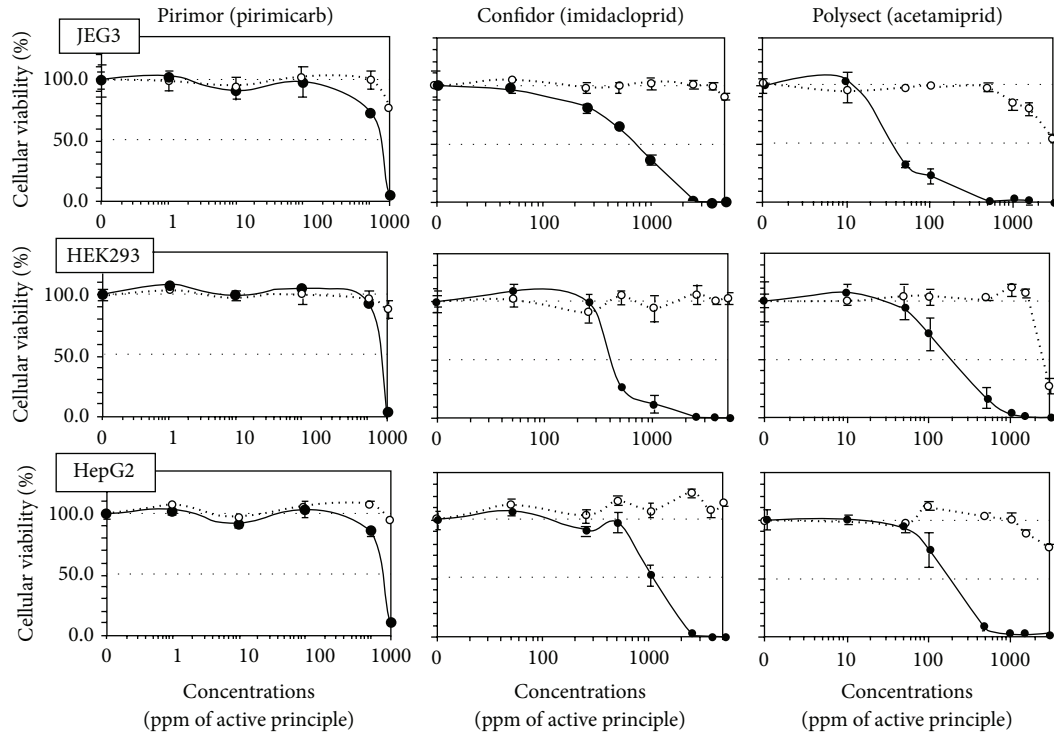 Pirimor (pirimicarb) Confidor (imidacloprid) Polysect (acetamiprid)
JEG3
Cellular viability (%)
100.0
50.0
0.0
0 1 10 100 1000 0 100 1000 0 10 100 1000
HEK293
Cellular viability (%)
100.0
50.0
0.0
0 1 10 100 1000 0 100 1000 0 10 100 1000
HepG2
Cellular viability (%)
100.0
50.0
0.0
0 1 10 100 1000 0 100 1000 0 10 100 1000
Concentrations Concentrations Concentrations
(ppm of active principle) (ppm of active principle) (ppm of active principle)